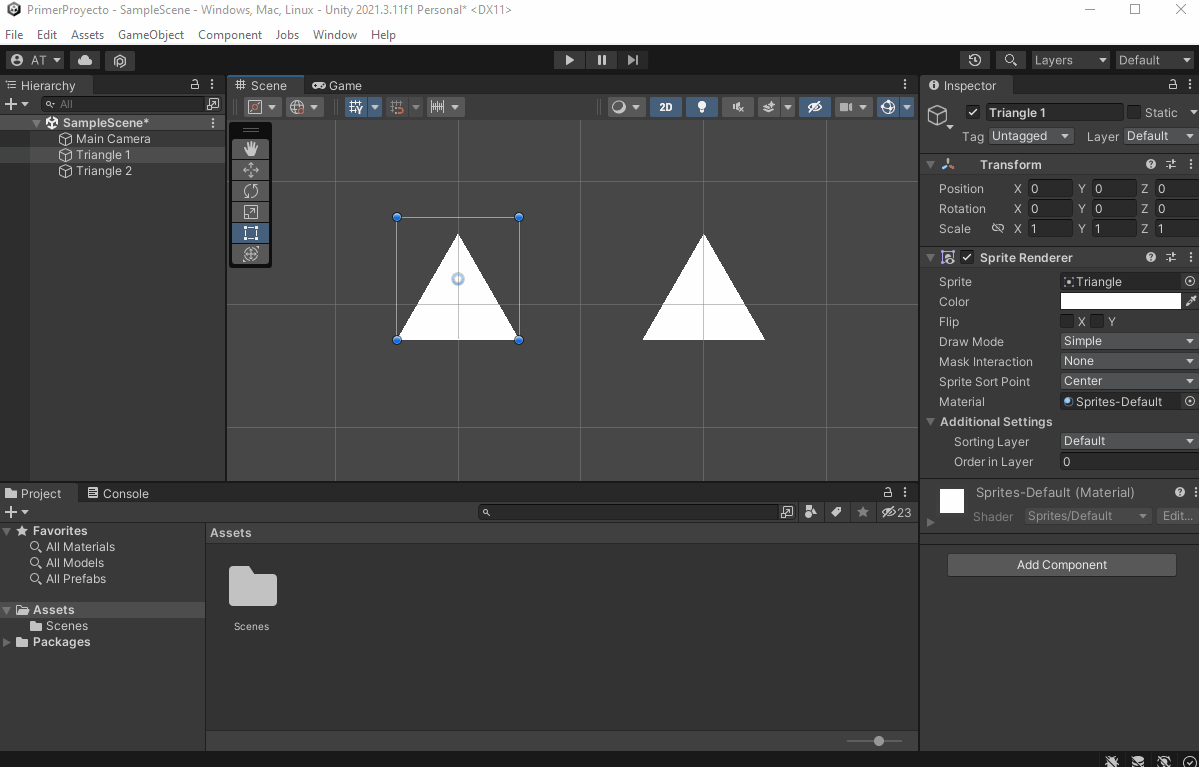 PrimerProyecto - SampleScene - Windows, Mac, Linux - Unity 2021.3.11f1 Personal* <DX11>
File Edit Assets GameObject Component Jobs Window Help
AT Layers Default
Hierarchy
All
SampleScene*
Main Camera
Triangle 1
Triangle 2
Scene Game
2D
Inspector
Triangle 1 Static
Tag Untagged Layer Default
Transform
Position X 0 Y 0 Z 0
Rotation X 0 Y 0 Z 0
Scale X 1 Y 1 Z 1
Sprite Renderer
Sprite Triangle
Color
Flip X Y
Draw Mode Simple
Mask Interaction None
Sprite Sort Point Center
Material Sprites-Default
Additional Settings
Sorting Layer Default
Order in Layer 0
Sprites-Default (Material)
Shader Sprites/Default Edit...
Add Component
Project Console
23
Favorites
All Materials
All Models
All Prefabs
Assets
Scenes
Packages
Assets
Scenes